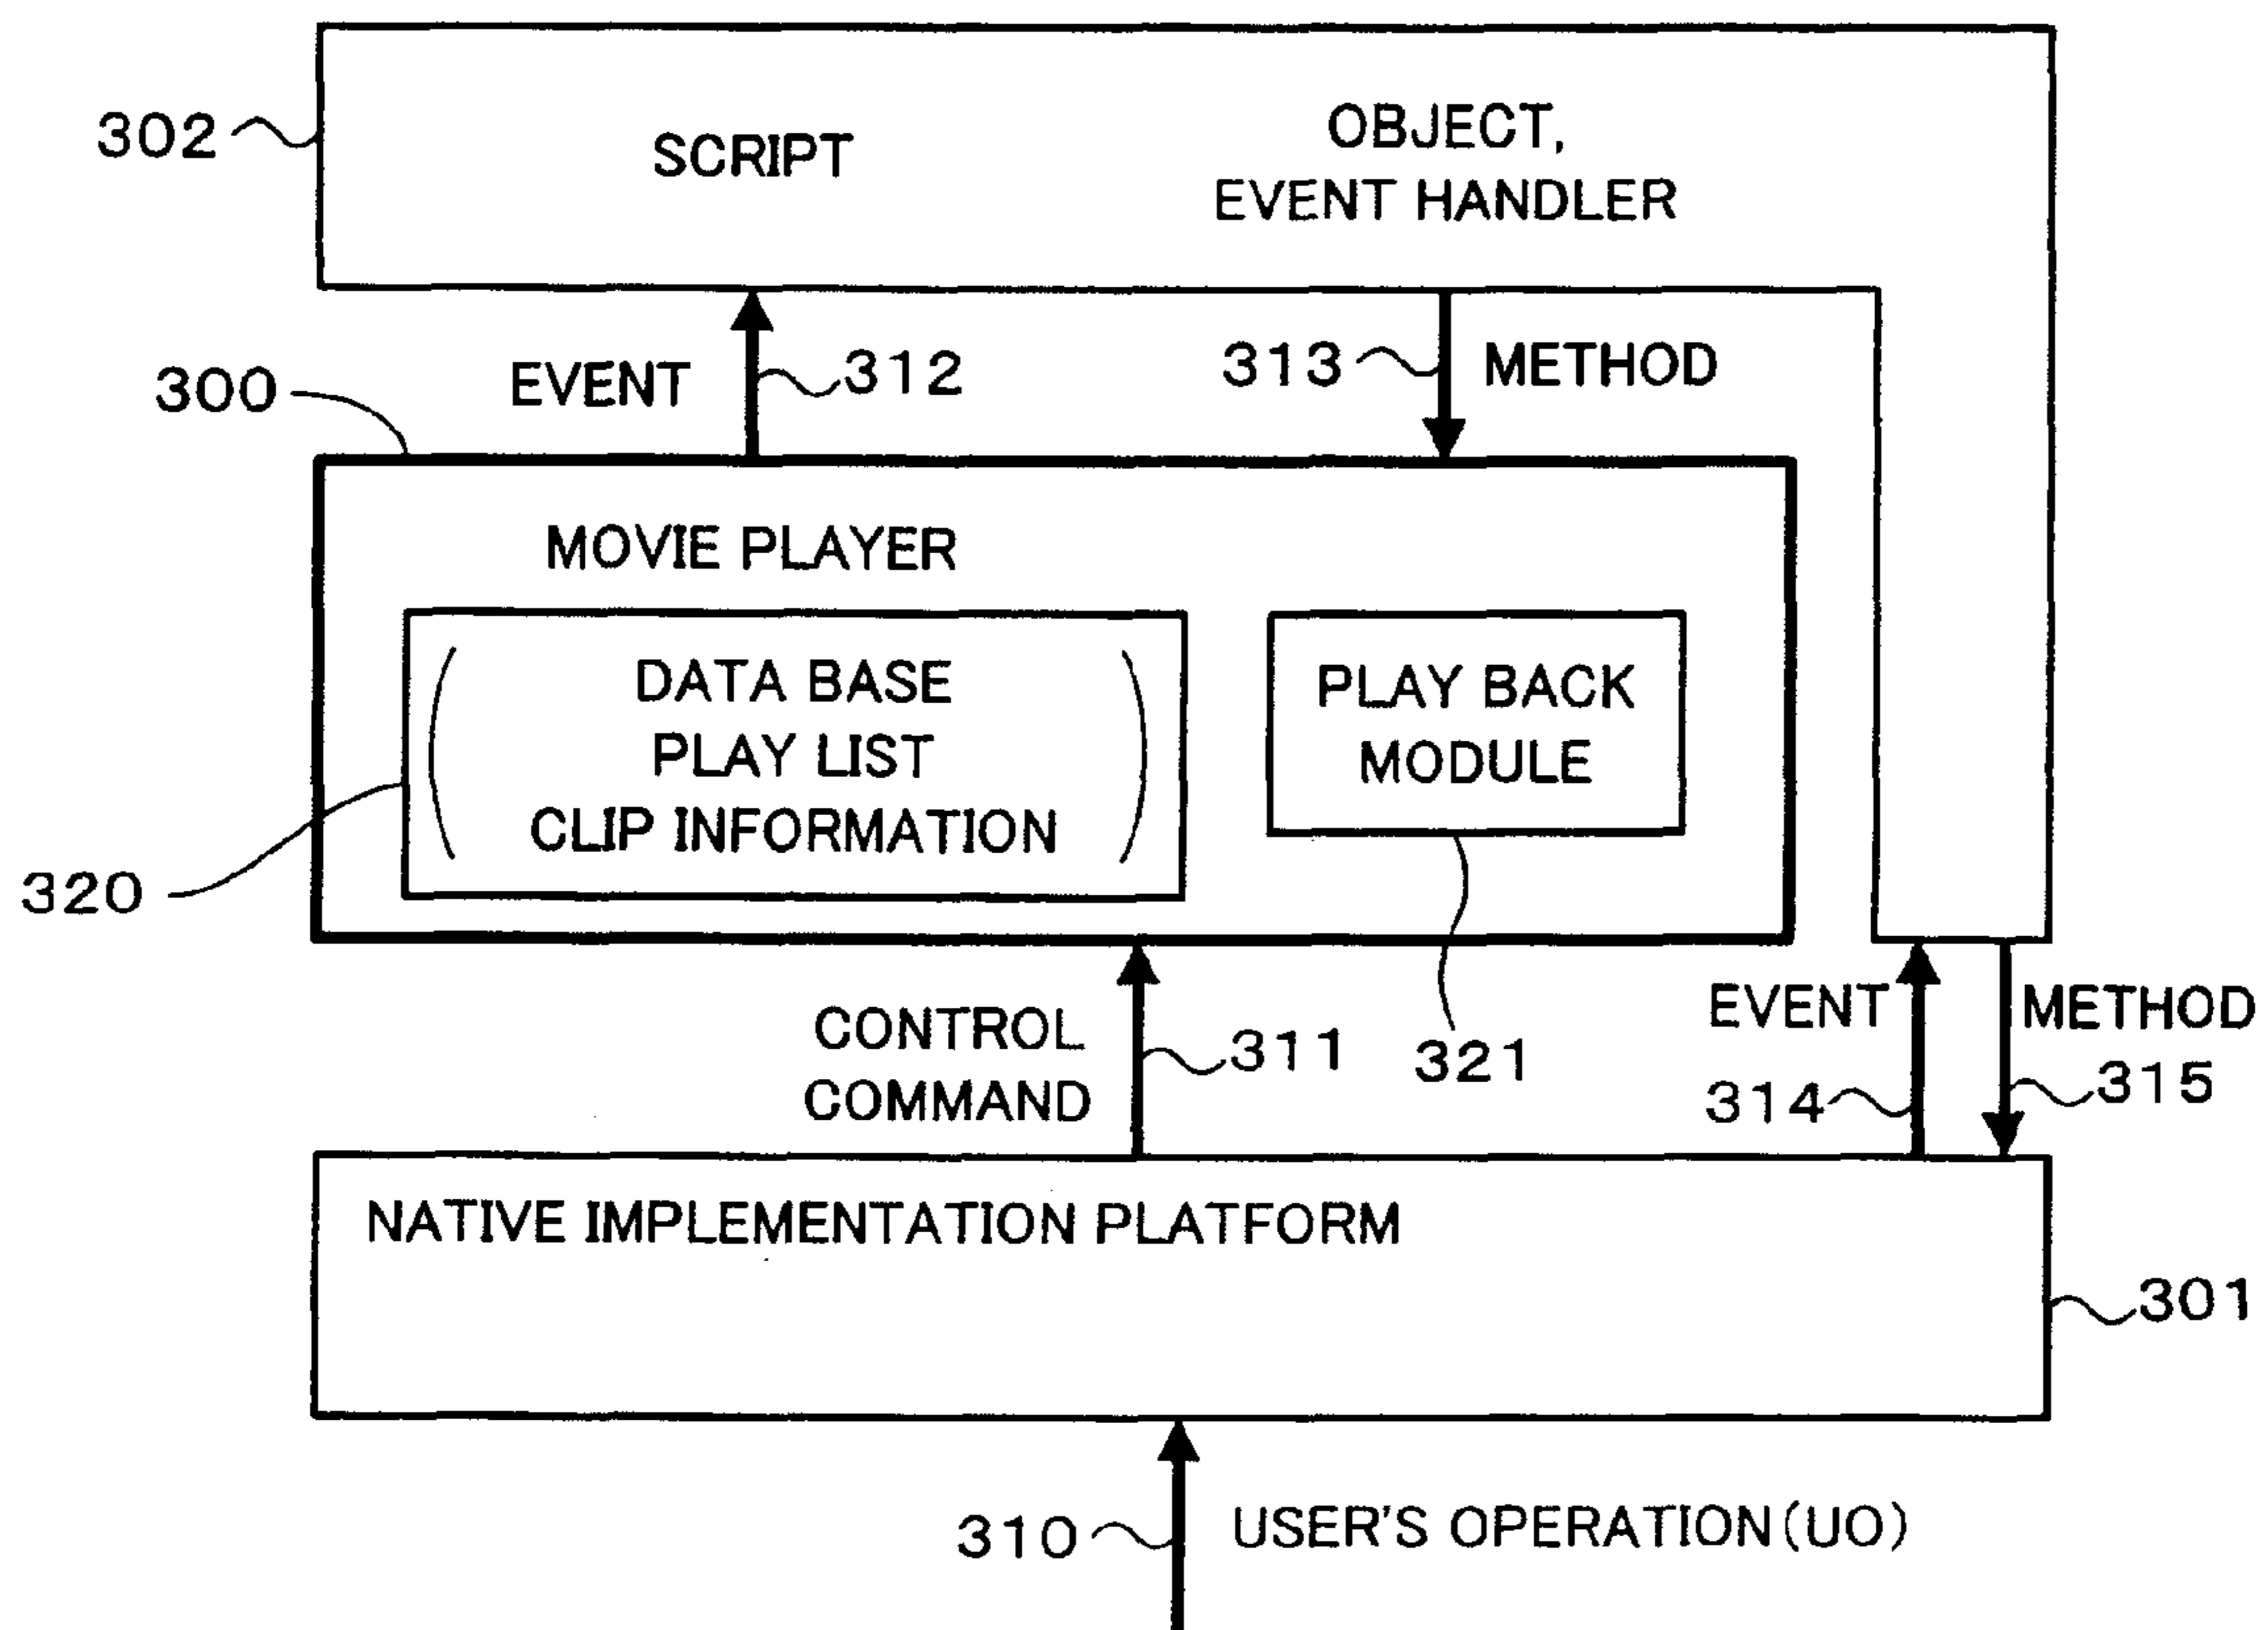 302
SCRIPT
OBJECT,
EVENT HANDLER
300
EVENT
312
313
METHOD
MOVIE PLAYER
DATA BASE
PLAY LIST
CLIP INFORMATION
PLAY BACK
MODULE
320
CONTROL
COMMAND
311
321
EVENT
314
METHOD
315
NATIVE IMPLEMENTATION PLATFORM
301
310
USER'S OPERATION(UO)